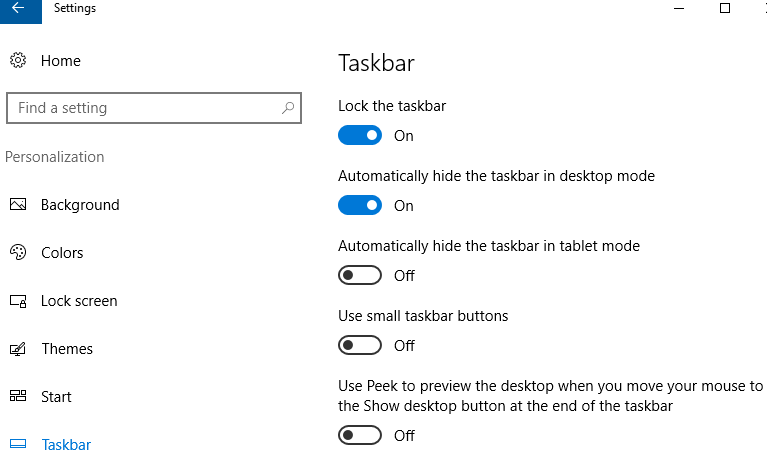 Settings
Home
Find a setting
Personalization
Background
Colors
Lock screen
Themes
Start
Taskbar
Taskbar
Lock the taskbar
On
Automatically hide the taskbar in desktop mode
On
Automatically hide the taskbar in tablet mode
Off
Use small taskbar buttons
Off
Use Peek to preview the desktop when you move your mouse to
the Show desktop button at the end of the taskbar
Off